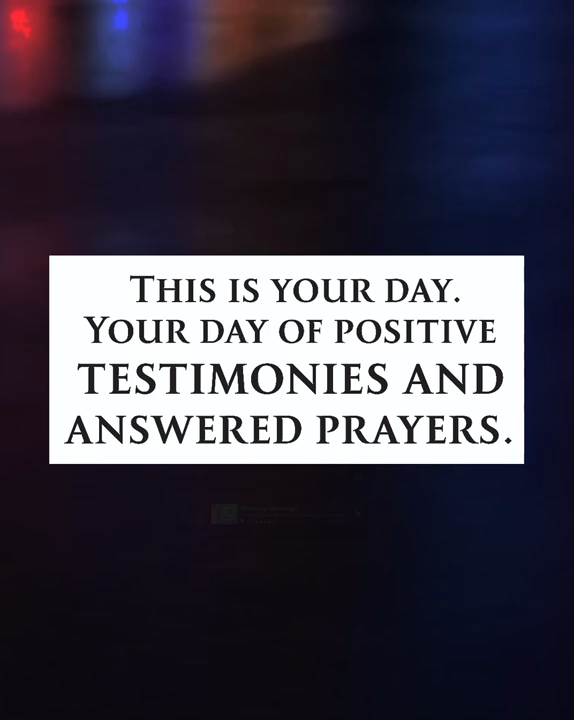 This is your day.
Your day of positive
testimonies and
answered prayers.